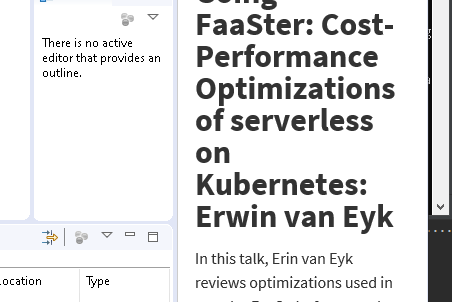 There is no active
editor that provides an
outline.
Going
FaaSter: Cost-
Performance
Optimizations
of serverless
on
Kubernetes:
Erwin van Eyk
In this talk, Erin van Eyk
reviews optimizations used in
ocation
Type